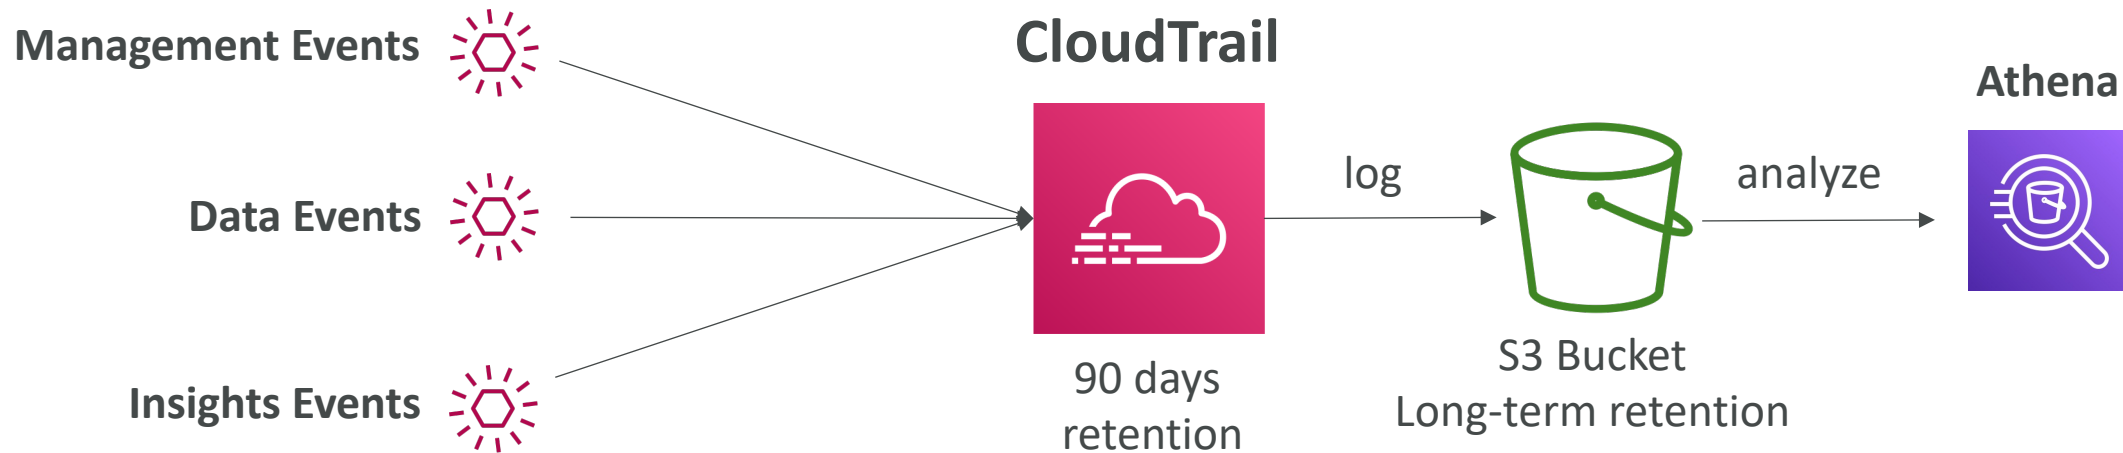 Management Events
Data Events
Insights Events
CloudTrail
90 days
retention
log
S3 Bucket
Long-term retention
analyze
Athena